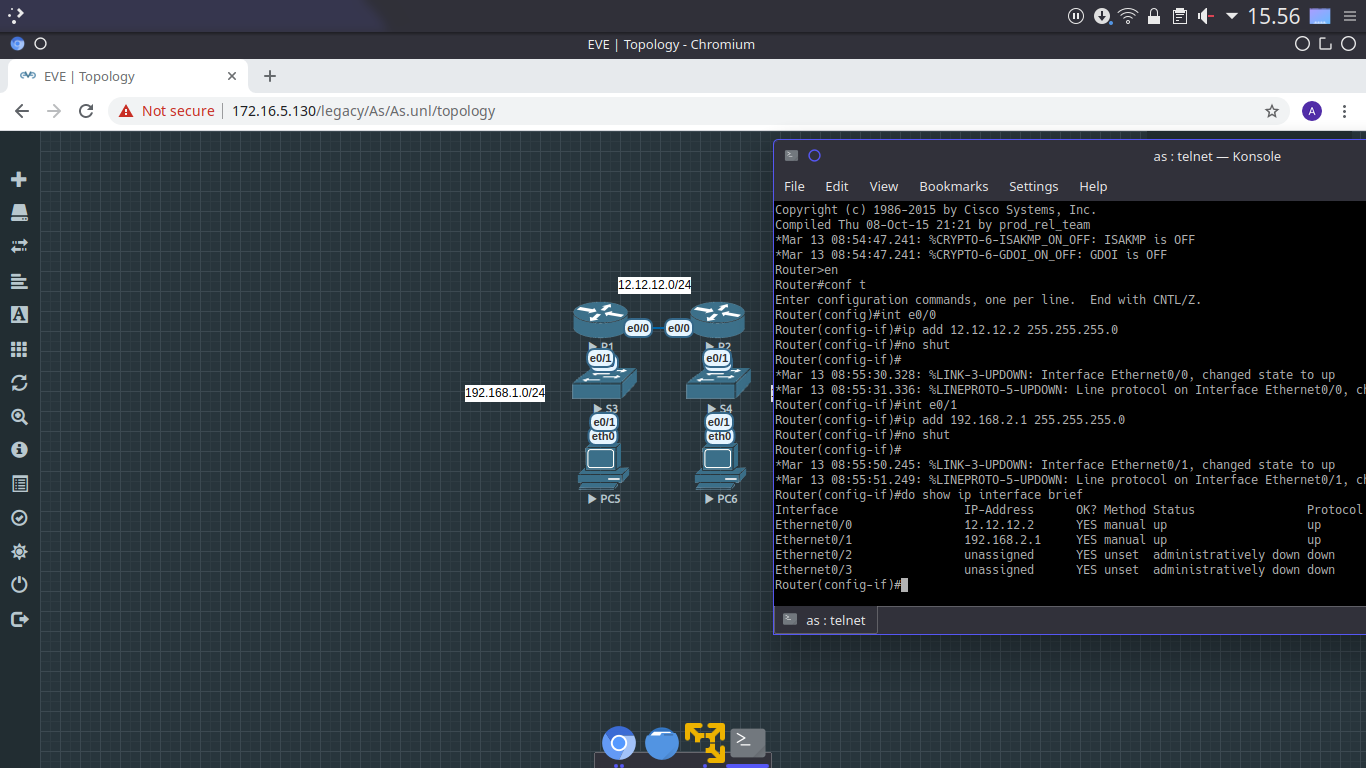 15.56
EVE | Topology - Chromium
EVE | Topology
Not secure
172.16.5.130/legacy/As/As.unl/topology
A
as : telnet — Konsole
File Edit View Bookmarks Settings Help
Copyright (c) 1986-2015 by Cisco Systems, Inc.
Compiled Thu 08-Oct-15 21:21 by prod_rel_team
*Mar 13 08:54:47.241: %CRYPTO-6-ISAKMP_ON_OFF: ISAKMP is OFF
*Mar 13 08:54:47.241: %CRYPTO-6-GDOI_ON_OFF: GDOI is OFF
Router>en
Router#conf t
Enter configuration commands, one per line.  End with CNTL/Z.
Router(config)#int e0/0
Router(config-if)#ip add 12.12.12.2 255.255.255.0
Router(config-if)#no shut
Router(config-if)#
*Mar 13 08:55:30.328: %LINK-3-UPDOWN: Interface Ethernet0/0, changed state to up
*Mar 13 08:55:31.336: %LINEPROTO-5-UPDOWN: Line protocol on Interface Ethernet0/0, ch
Router(config-if)#int e0/1
Router(config-if)#ip add 192.168.2.1 255.255.255.0
Router(config-if)#no shut
Router(config-if)#
*Mar 13 08:55:50.245: %LINK-3-UPDOWN: Interface Ethernet0/1, changed state to up
*Mar 13 08:55:51.249: %LINEPROTO-5-UPDOWN: Line protocol on Interface Ethernet0/1, ch
Router(config-if)#do show ip interface brief
Interface IP-Address OK? Method Status Protocol
Ethernet0/0 12.12.12.2 YES manual up up
Ethernet0/1 192.168.2.1 YES manual up up
Ethernet0/2 unassigned YES unset administratively down down
Ethernet0/3 unassigned YES unset administratively down down
Router(config-if)#
as : telnet
12.12.12.0/24
e0/0 e0/0
e0/1 e0/1
192.168.1.0/24
S3 S4
e0/1 e0/1
eth0 eth0
PC5 PC6